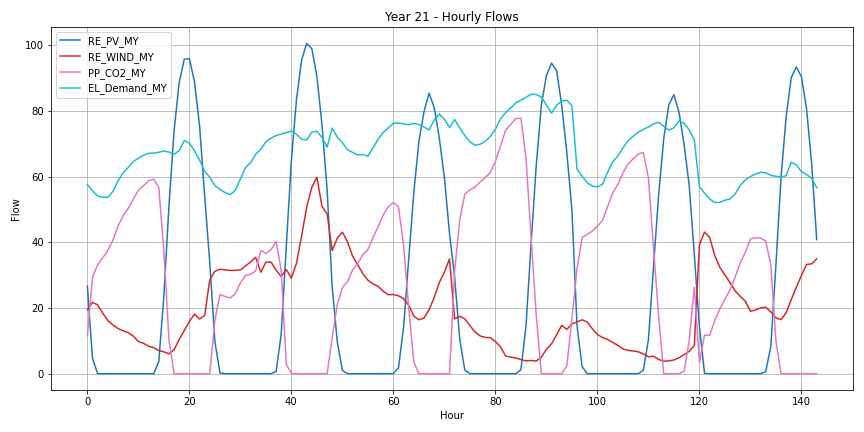 Year 21 - Hourly Flows
RE_PV_MY
RE_WIND_MY
PP_CO2_MY
EL_Demand_MY
Flow
100
80
60
40
20
0
0 20 40 60 80 100 120 140
Hour